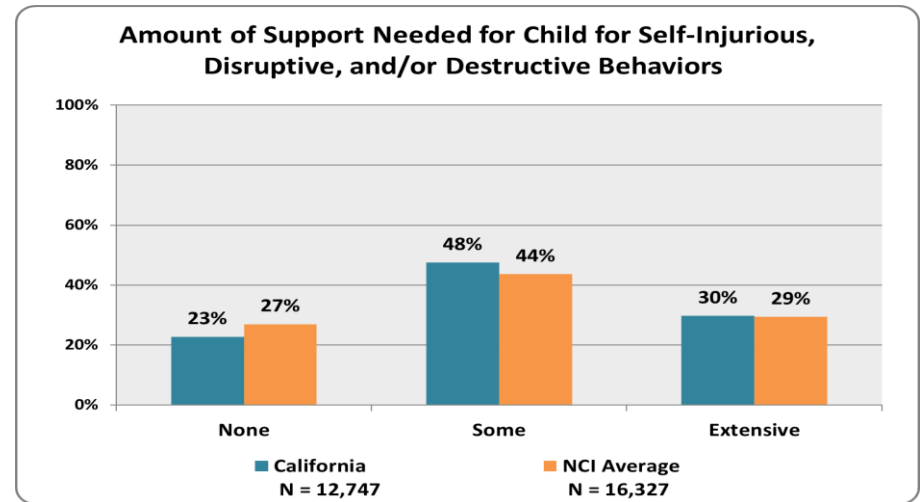 Amount of Support Needed for Child for Self-Injurious,
Disruptive, and/or Destructive Behaviors
100%
80%
60%
40%
20%
0%
23%
27%
48%
44%
30%
29%
None
Some
Extensive
California
N = 12,747
NCI Average
N = 16,327